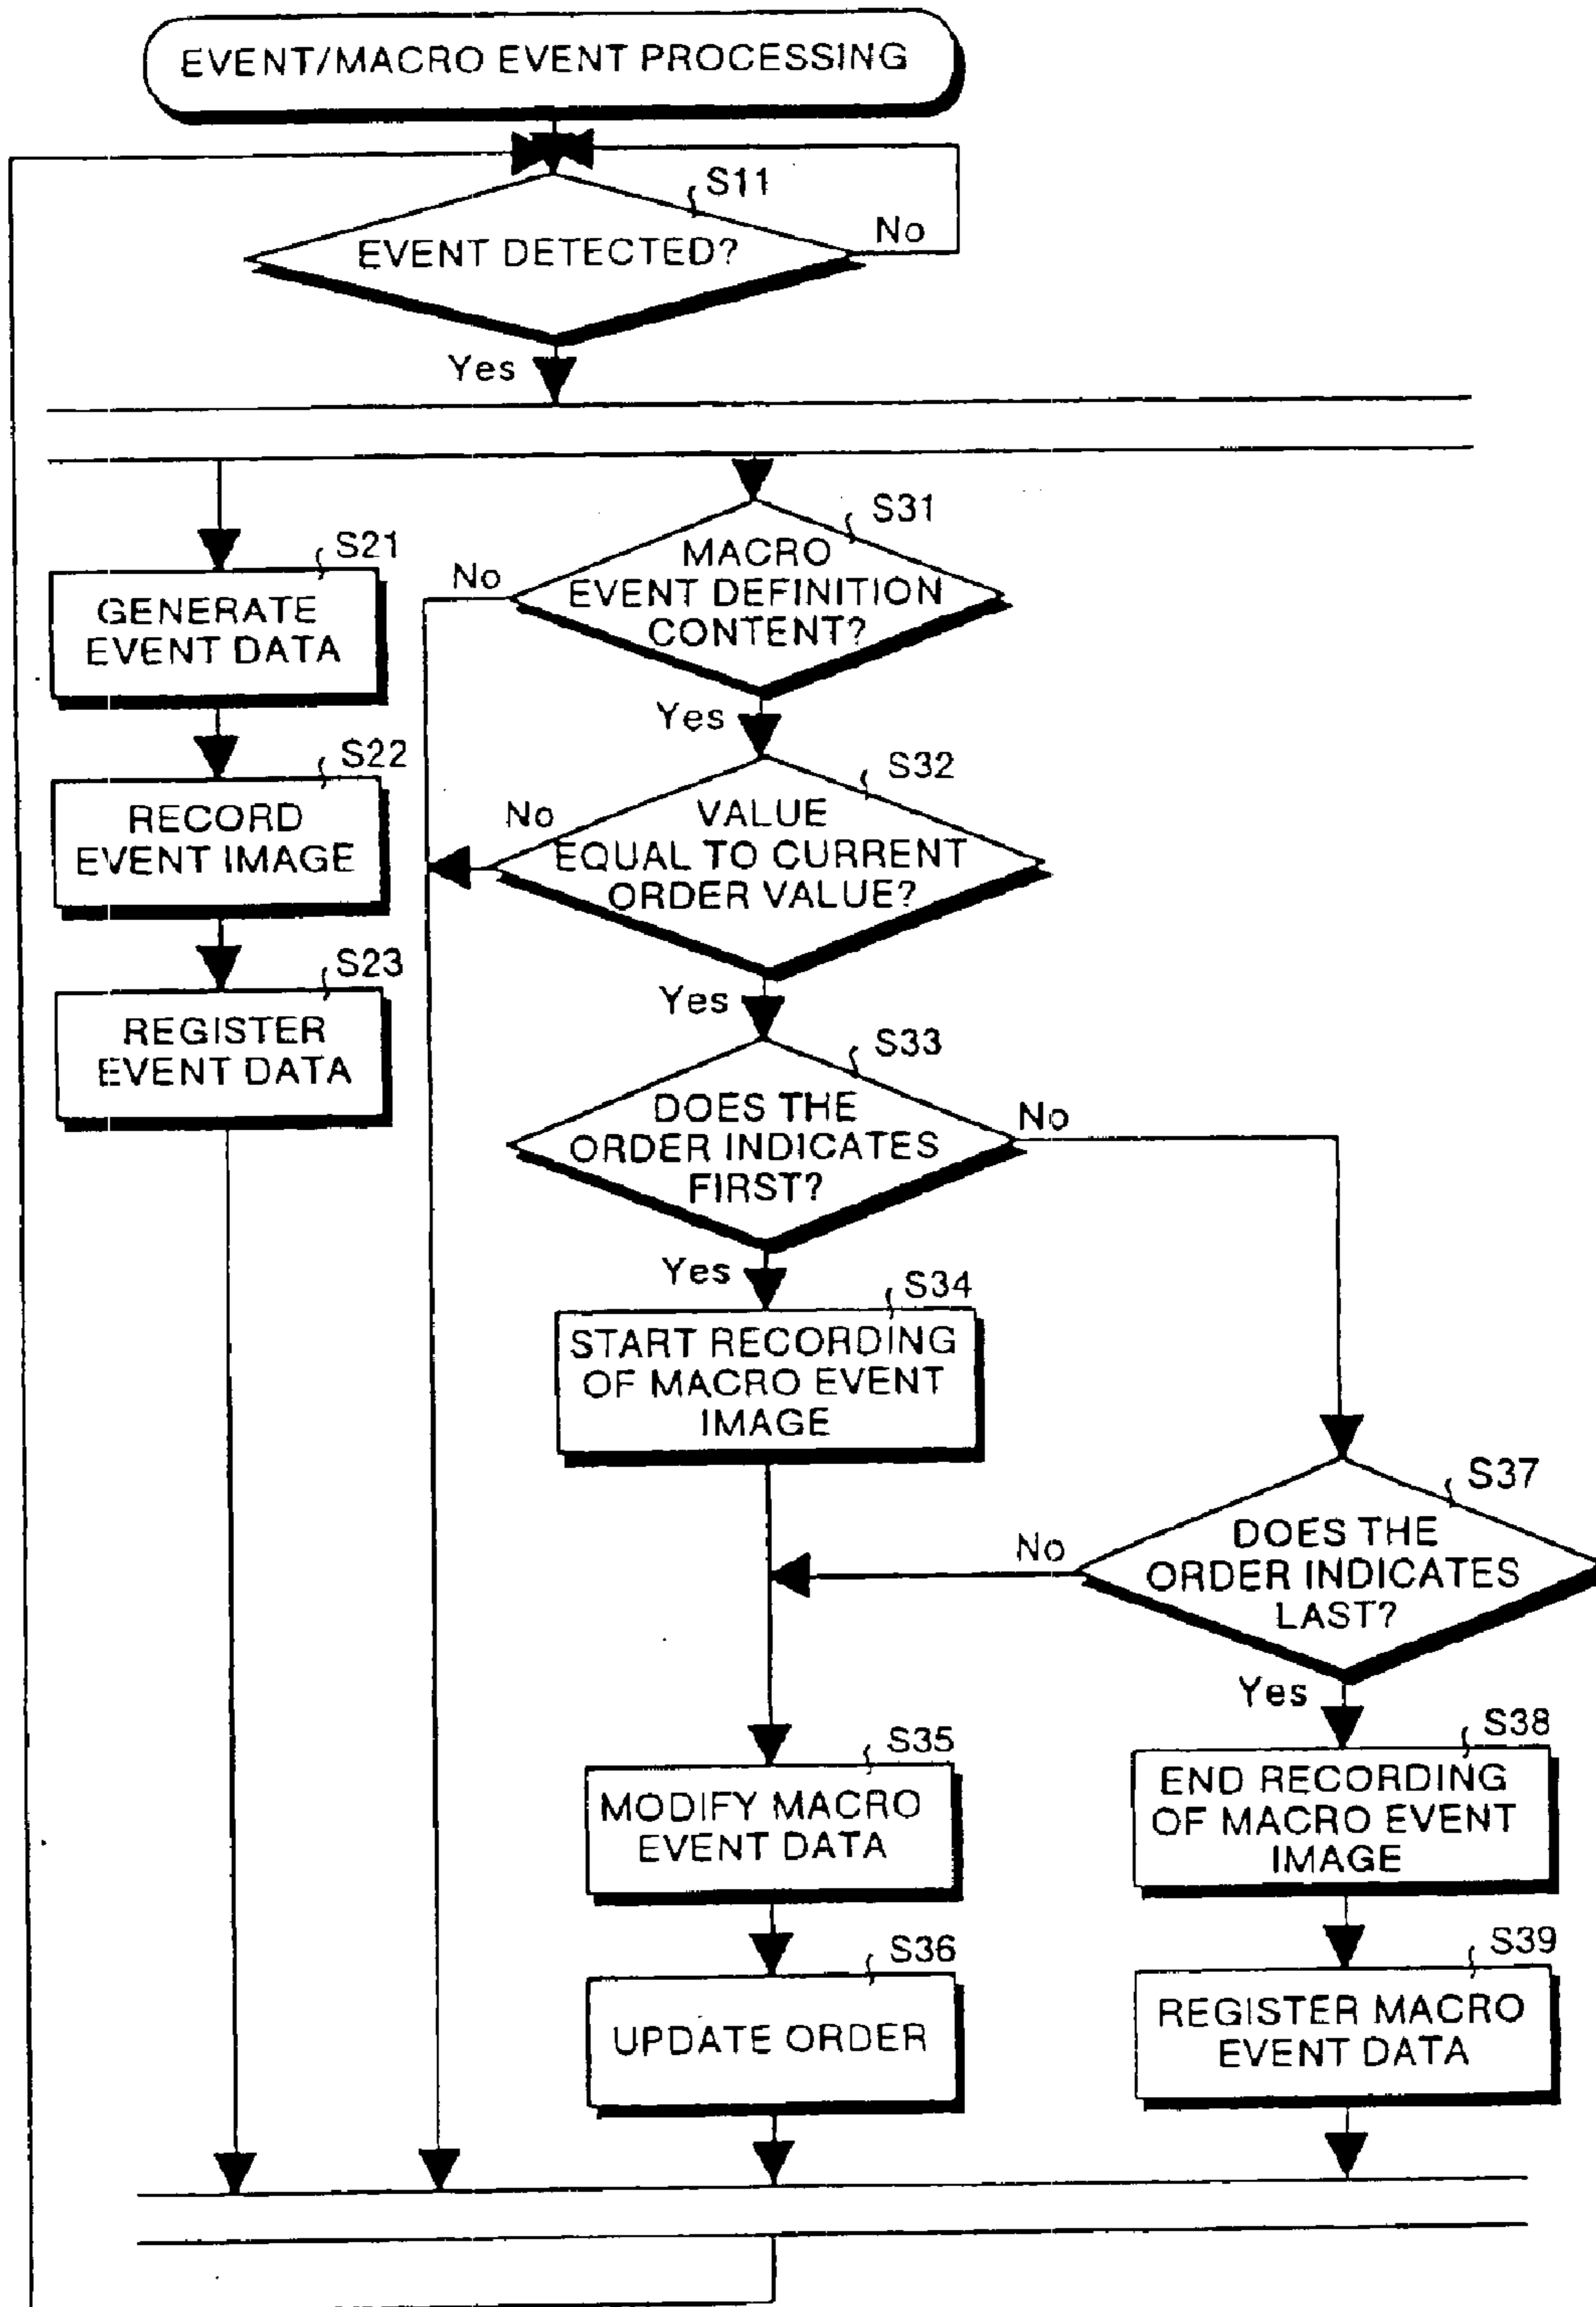 EVENT/MACRO EVENT PROCESSING
S11
EVENT DETECTED?
No
Yes
S21
GENERATE
EVENT DATA
S22
RECORD
EVENT IMAGE
S23
REGISTER
EVENT DATA
S31
MACRO
EVENT DEFINITION
CONTENT?
No
Yes
S32
VALUE
EQUAL TO CURRENT
ORDER VALUE?
No
Yes
S33
DOES THE
ORDER INDICATES
FIRST?
No
Yes
S34
START RECORDING
OF MACRO EVENT
IMAGE
S37
DOES THE
ORDER INDICATES
LAST?
No
Yes
S35
MODIFY MACRO
EVENT DATA
S36
UPDATE ORDER
S38
END RECORDING
OF MACRO EVENT
IMAGE
S39
REGISTER MACRO
EVENT DATA